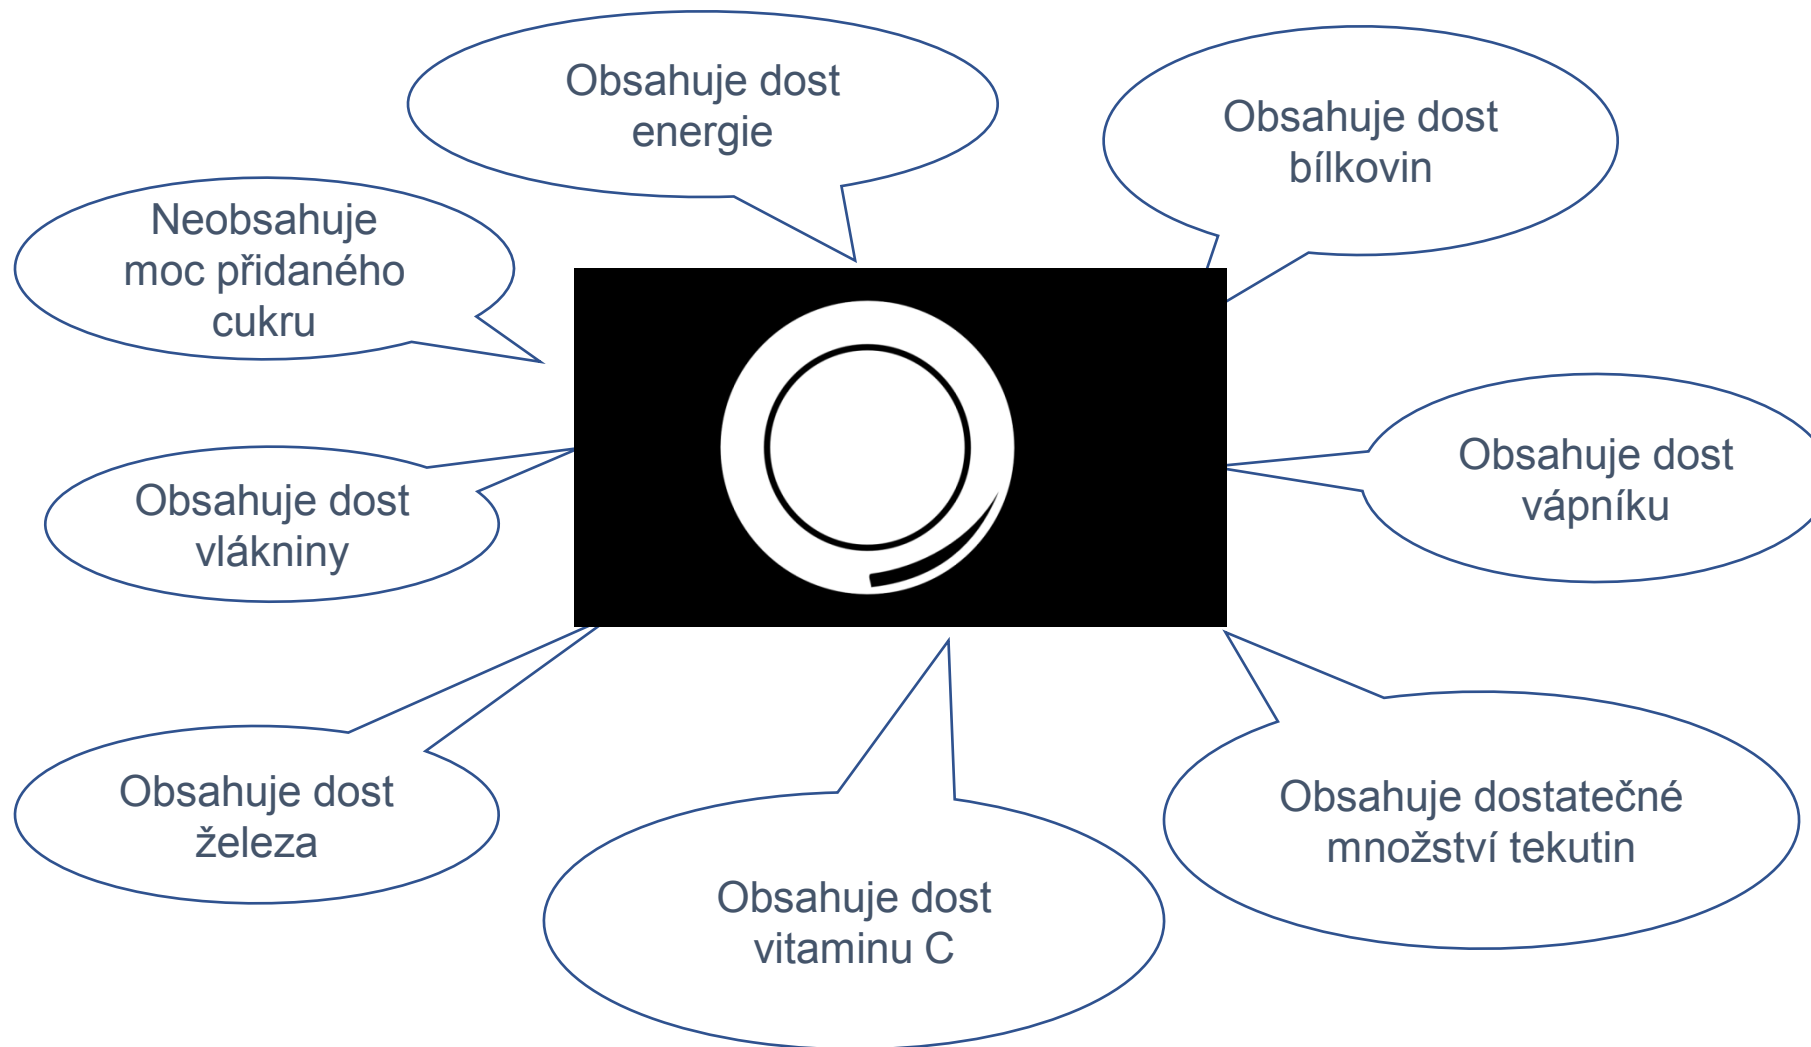 Obsahuje dost
energie
Obsahuje dost
bílkovin
Neobsahuje
moc přidaného
cukru
Obsahuje dost
vápníku
Obsahuje dost
vlákniny
Obsahuje dost
železa
Obsahuje dostatečné
množství tekutin
Obsahuje dost
vitaminu C